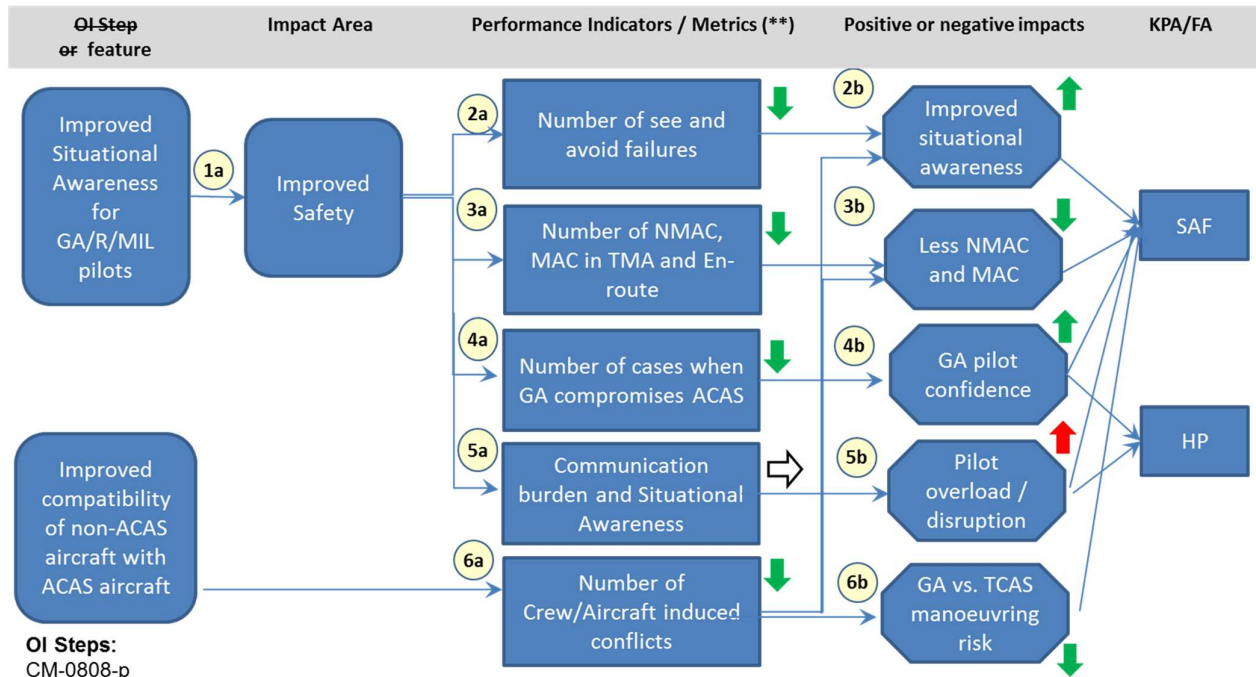 OI Step
or feature
Impact Area
Performance Indicators / Metrics (**)
Positive or negative impacts
KPA/FA
Improved
Situational
Awareness
for
GA/R/MIL
pilots
1a
Improved
Safety
2a
Number of see and
avoid failures
2b
Improved
situational
awareness
3a
Number of NMAC,
MAC in TMA and En-
route
3b
Less NMAC
and MAC
SAF
4a
Number of cases when
GA compromises ACAS
4b
GA pilot
confidence
HP
5a
Communication
burden and Situational
Awareness
5b
Pilot
overload /
disruption
Improved
compatibility
of non-ACAS
aircraft with
ACAS aircraft
6a
Number of
Crew/Aircraft induced
conflicts
6b
GA vs. TCAS
manoeuvring
risk
OI Steps:
CM-0808-p